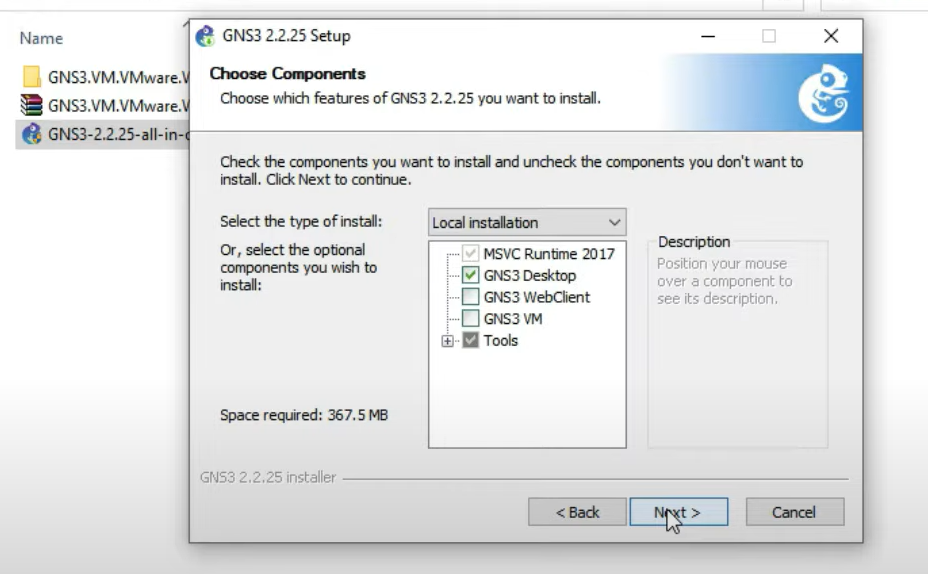 GNS3 2.2.25 Setup
Name
Choose Components
Choose which features of GNS3 2.2.25 you want to install.
GNS3.VM.VMware.W
GNS3.VM.VMware.W
GNS3-2.2.25-all-in-o
Check the components you want to install and uncheck the components you don't want to
install. Click Next to continue.
Select the type of install:
Local installation
Or, select the optional
components you wish to
install:
MSVC Runtime 2017
GNS3 Desktop
GNS3 WebClient
GNS3 VM
Tools
Description
Position your mouse
over a component to
see its description.
Space required: 367.5 MB
GNS3 2.2.25 installer
< Back
Next >
Cancel